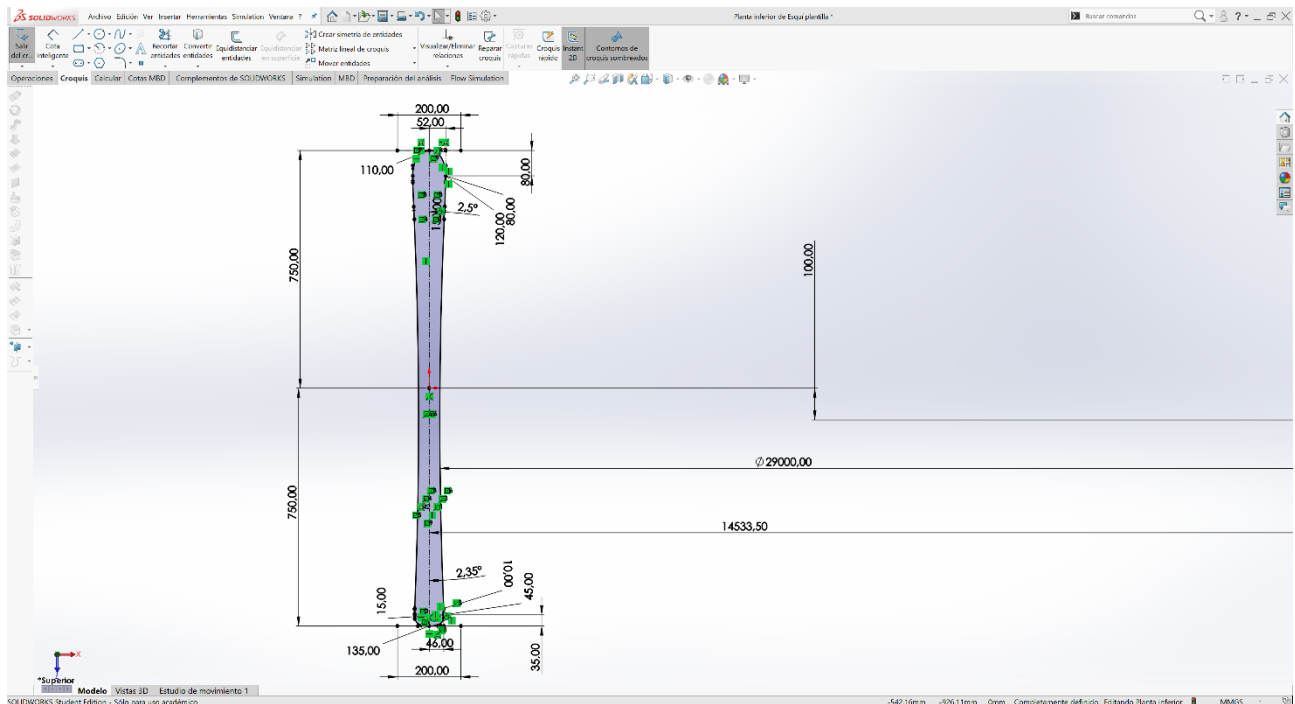 SOLIDWORKS
Archivo Edición Ver Insertar Herramientas Simulation Ventana ?
Planta inferior de Esquí plantilla *
Buscar comandos
Salir del cr...
Cota inteligente
Recortar entidades
Convertir entidades
Equidistanciar entidades
Equidistanciar en superficie
Crear simetría de entidades
Matriz lineal de croquis
Mover entidades
Visualizar/Eliminar relaciones
Reparar croquis
Capturas rápidas
Croquis rápido
Instant 2D
Contornos de croquis sombreados
Operaciones Croquis Calcular Cotas MBD Complementos de SOLIDWORKS Simulation MBD Preparación del análisis Flow Simulation
200,00
52,00
110,00
80,00
2,5°
120,00
80,00
750,00
100,00
Ø29000,00
750,00
14533,50
2,35°
10,00
45,00
15,00
135,00
46,00
35,00
200,00
X
*Superior
Modelo Vistas 3D Estudio de movimiento 1
SOLIDWORKS Student Edition - Sólo para uso académico.
-542.16mm -926.11mm 0mm Completamente definido Editando Planta inferior MMGS